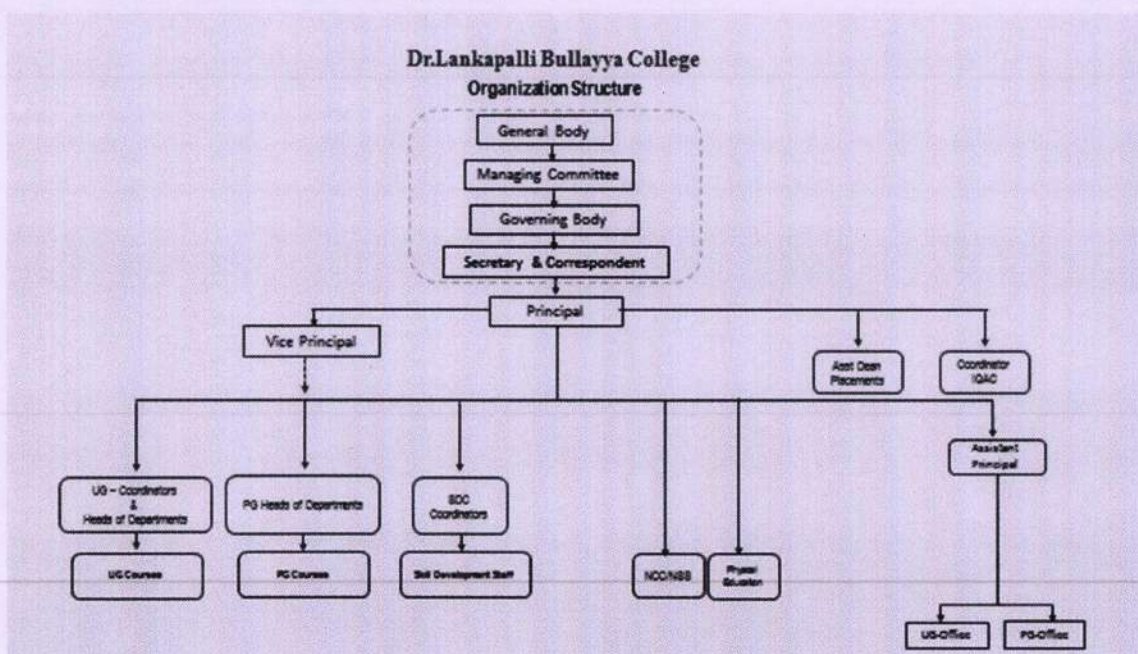 Dr.Lankapalli Bullayya College
Organization Structure
General Body
Managing Committee
Governing Body
Secretary & Correspondent
Principal
Vice Principal
Asst Dean
Placements
Coordinator
IQAC
Assistant
Principal
UG – Coordinators
&
Heads of Departments
PG Heads of Departments
SDC
Coordinators
UG Courses
PG Courses
Skill Development Staff
NCC/NSS
Physical
Education
UG-Office
PG-Office